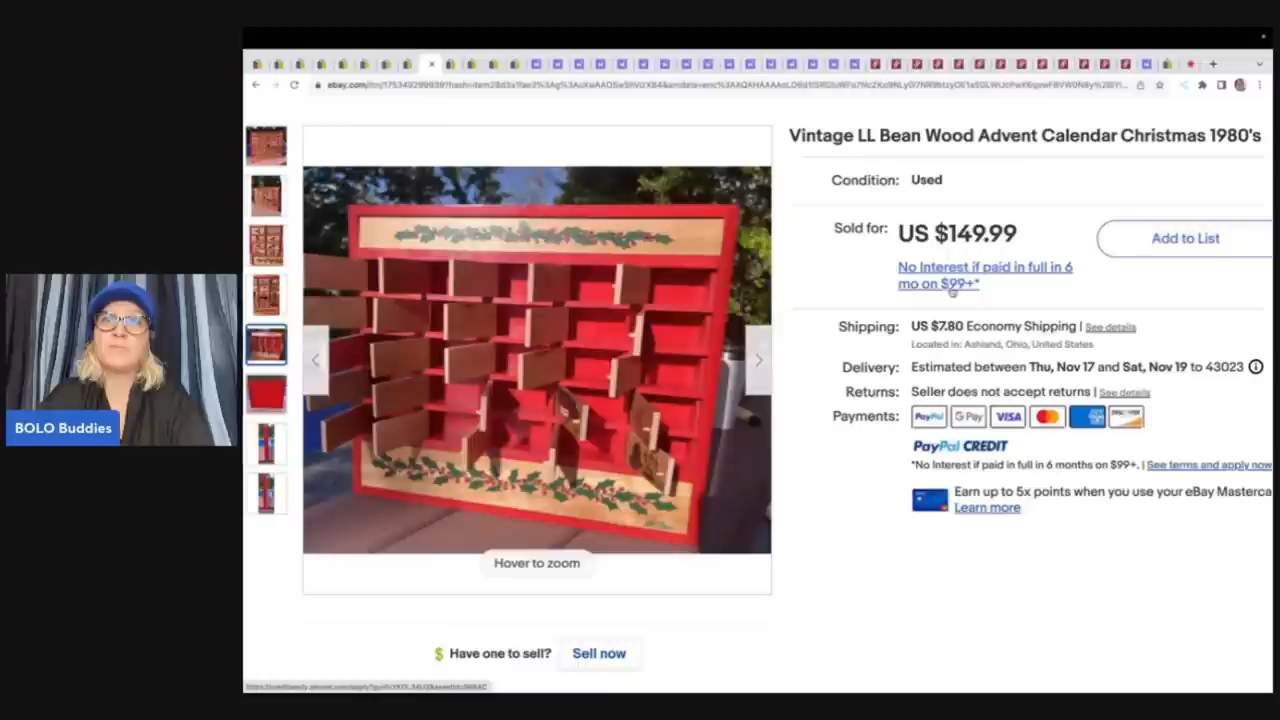 Vintage LL Bean Wood Advent Calendar Christmas 1980's
Condition: Used
Sold for: US $149.99
Add to List
No Interest if paid in full in 6
mo on $99+*
Shipping: US $7.80 Economy Shipping | See details
Located in: Ashland, Ohio, United States
Delivery: Estimated between Thu, Nov 17 and Sat, Nov 19 to 43023
Returns: Seller does not accept returns | See details
Payments: PayPal G Pay VISA DISCOVER
PayPal CREDIT
*No Interest if paid in full in 6 months on $99+. | See terms and apply now
Earn up to 5x points when you use your eBay Masterca
Learn more
Hover to zoom
$ Have one to sell? Sell now
BOLO Buddies